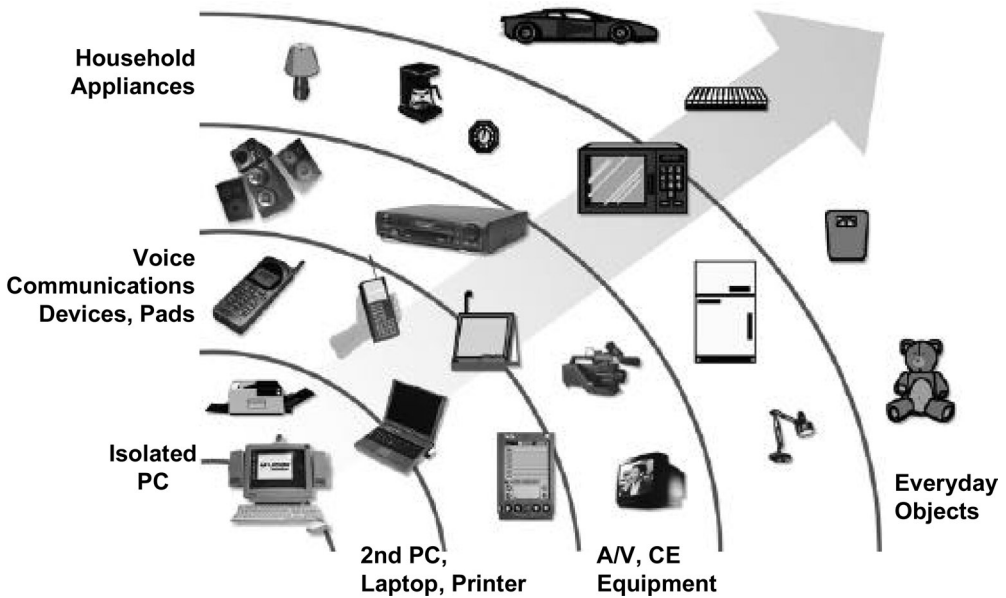 Household
Appliances
Voice
Communications
Devices, Pads
Isolated
PC
2nd PC,
Laptop, Printer
A/V, CE
Equipment
Everyday
Objects